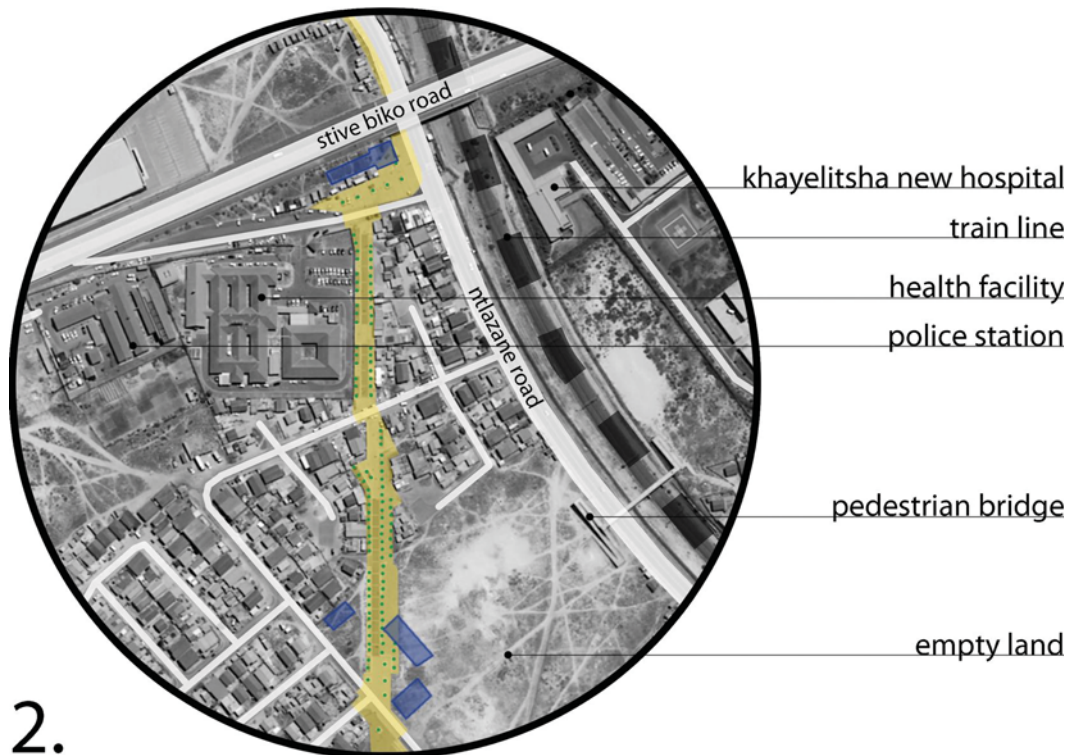 stive biko road
khayelitsha new hospital
train line
health facility
police station
ntlazane road
pedestrian bridge
empty land
2.